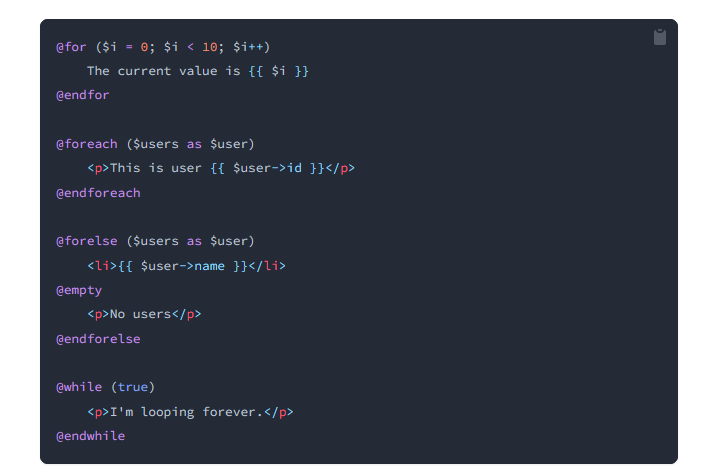 @for ($i = 0; $i < 10; $i++)
    The current value is {{ $i }}
@endfor

@foreach ($users as $user)
    <p>This is user {{ $user->id }}</p>
@endforeach

@forelse ($users as $user)
    <li>{{ $user->name }}</li>
@empty
    <p>No users</p>
@endforelse

@while (true)
    <p>I'm looping forever.</p>
@endwhile